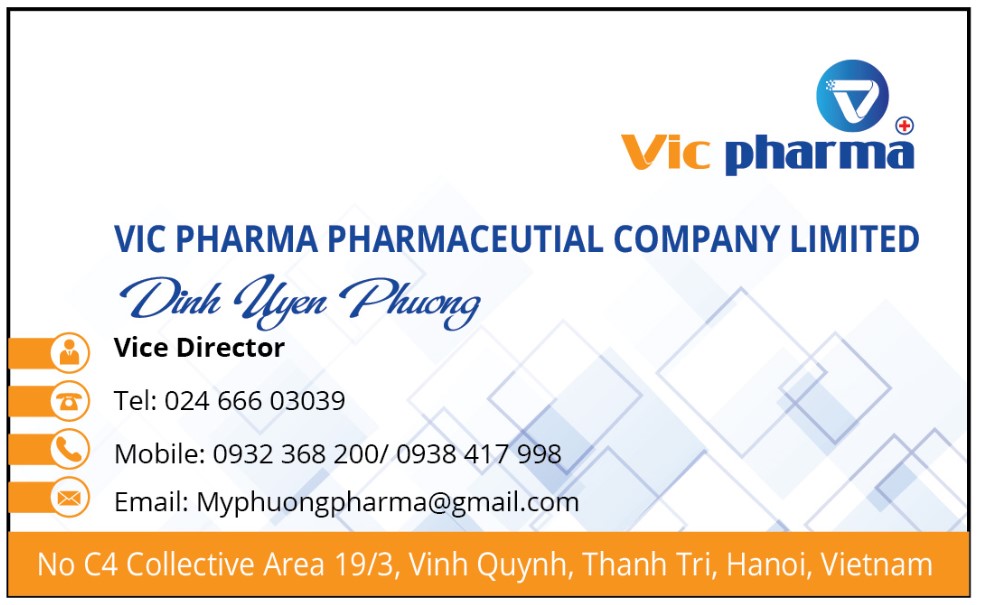 Vic pharma
VIC PHARMA PHARMACEUTIAL COMPANY LIMITED
Dinh Uyen Phuong
Vice Director
Tel: 024 666 03039
Mobile: 0932 368 200/ 0938 417 998
Email: Myphuongpharma@gmail.com
No C4 Collective Area 19/3, Vinh Quynh, Thanh Tri, Hanoi, Vietnam